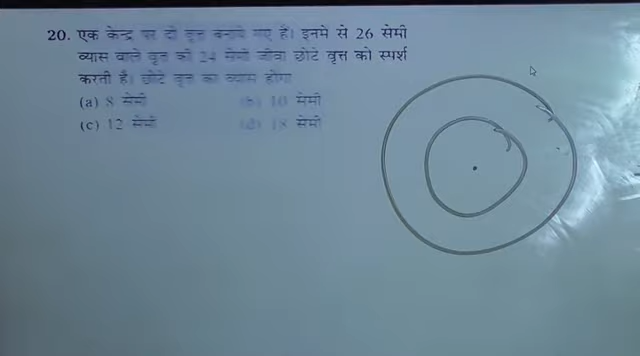 20. एक केन्द्र पर दो वृत्त बनाये गए हैं। इनमे से 26 सेमी
व्यास वाले वृत्त की 24 सेमी जीवा छोटे वृत्त को स्पर्श
करती है। छोटे वृत्त का व्यास होगा
(a) 8 सेमी (b) 10 सेमी
(c) 12 सेमी (d) 18 सेमी